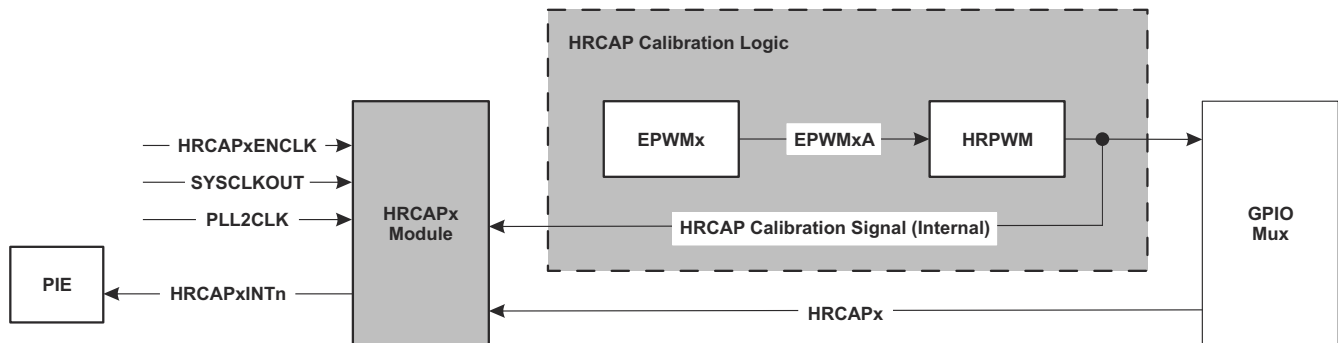 HRCAP Calibration Logic
EPWMx
EPWMxA
HRPWM
HRCAPxENCLK
SYSCLKOUT
PLL2CLK
HRCAPx
Module
HRCAP Calibration Signal (Internal)
GPIO
Mux
PIE
HRCAPxINTn
HRCAPx